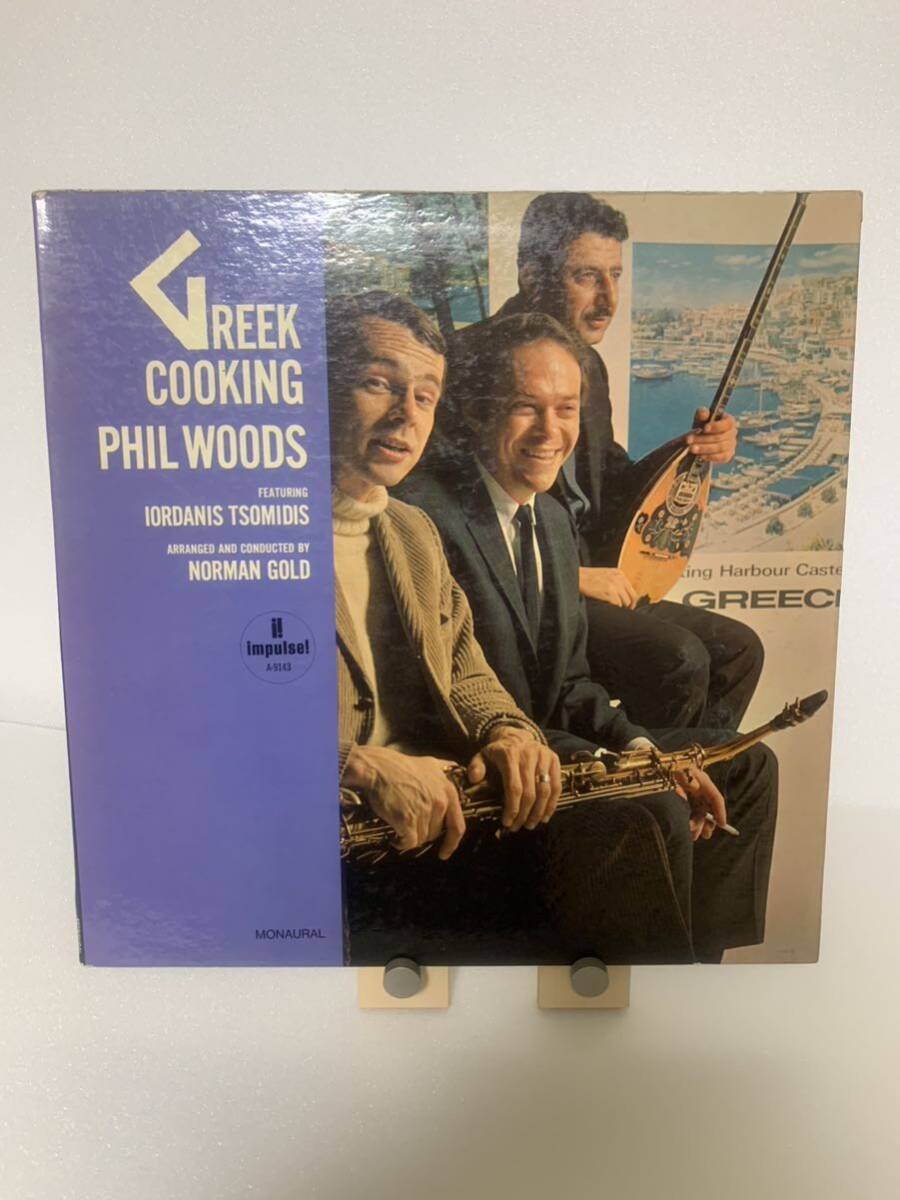 GREEK
COOKING
PHIL WOODS
FEATURING
IORDANIS TSOMIDIS
ARRANGED AND CONDUCTED BY
NORMAN GOLD
i!
impulse!
A-9143
MONAURAL
king Harbour Caste
GREEC